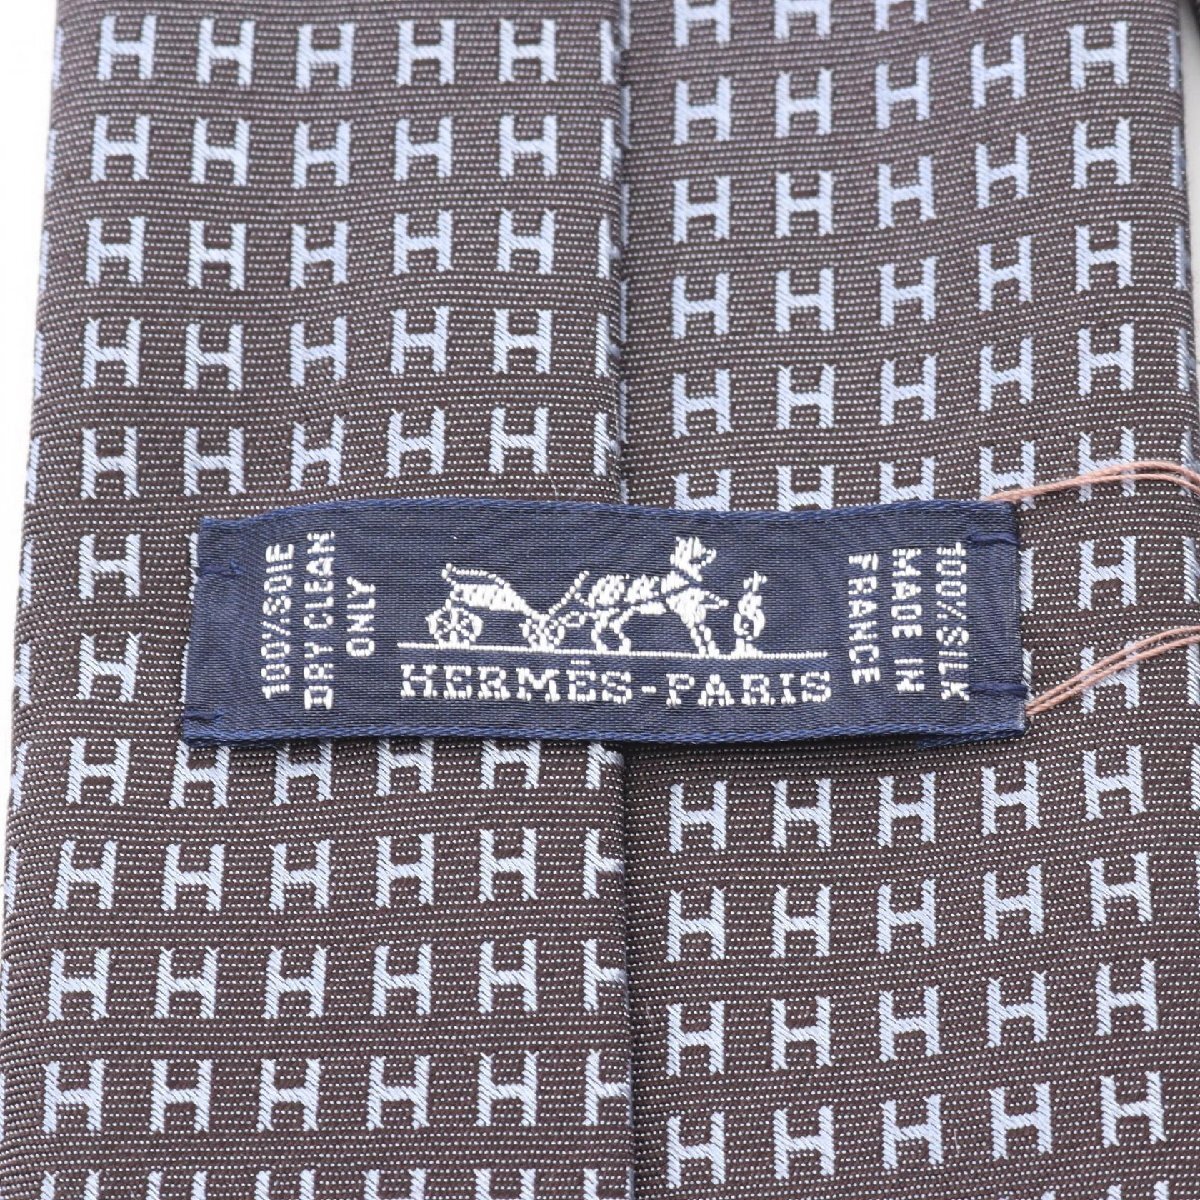 100%SOIE
DRY CLEAN
ONLY
HERMÈS-PARIS
100%SILK
MADE IN
FRANCE